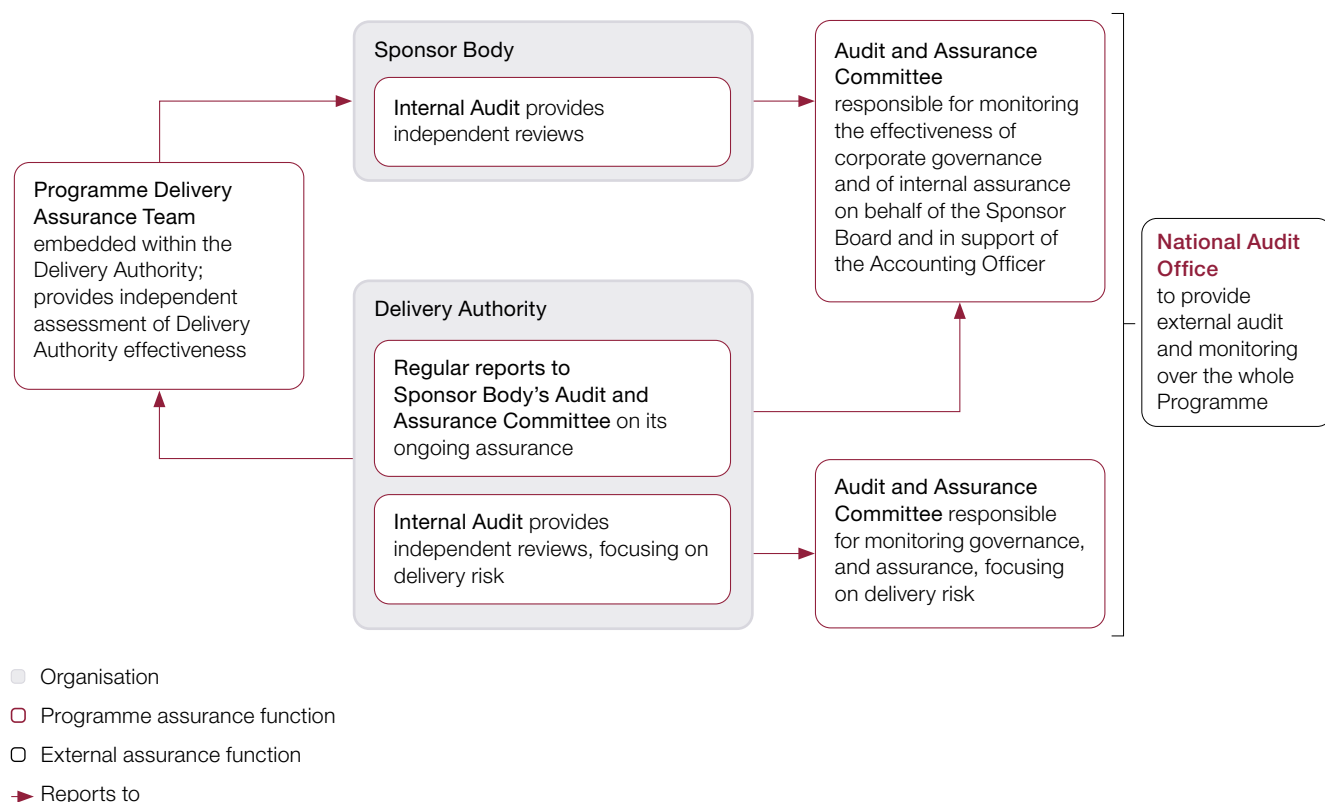 Sponsor Body
Internal Audit provides
independent reviews
Audit and Assurance
Committee
responsible for monitoring
the effectiveness of
corporate governance
and of internal assurance
on behalf of the Sponsor
Board and in support of
the Accounting Officer
Programme Delivery
Assurance Team
embedded within the
Delivery Authority;
provides independent
assessment of Delivery
Authority effectiveness
National Audit
Office
to provide
external audit
and monitoring
over the whole
Programme
Delivery Authority
Regular reports to
Sponsor Body’s Audit and
Assurance Committee on its
ongoing assurance
Internal Audit provides
independent reviews, focusing on
delivery risk
Audit and Assurance
Committee responsible
for monitoring governance,
and assurance, focusing
on delivery risk
Organisation
Programme assurance function
External assurance function
Reports to